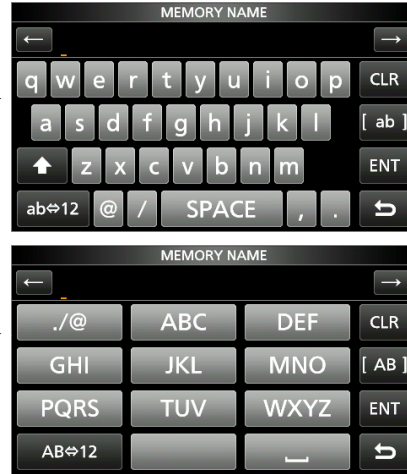 MEMORY NAME
← →
q w e r t y u i o p CLR
a s d f g h j k l [ ab ]
z x c v b n m ENT
ab⇔12 @ / SPACE , .
MEMORY NAME
← →
./@ ABC DEF CLR
GHI JKL MNO [ AB ]
PQRS TUV WXYZ ENT
AB⇔12